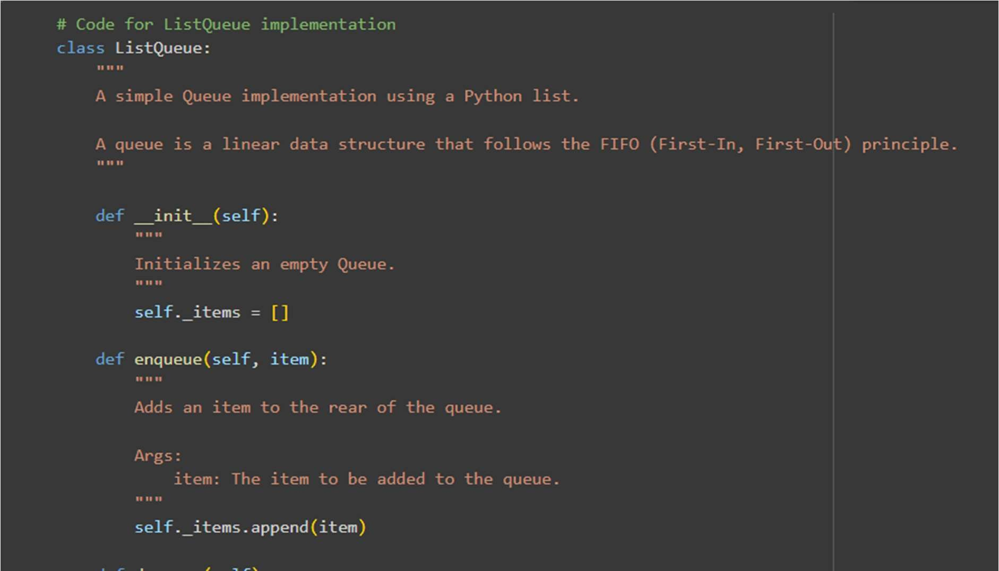 # Code for ListQueue implementation
class ListQueue:
    """
    A simple Queue implementation using a Python list.

    A queue is a linear data structure that follows the FIFO (First-In, First-Out) principle.
    """

    def __init__(self):
        """
        Initializes an empty Queue.
        """
        self._items = []

    def enqueue(self, item):
        """
        Adds an item to the rear of the queue.

        Args:
            item: The item to be added to the queue.
        """
        self._items.append(item)